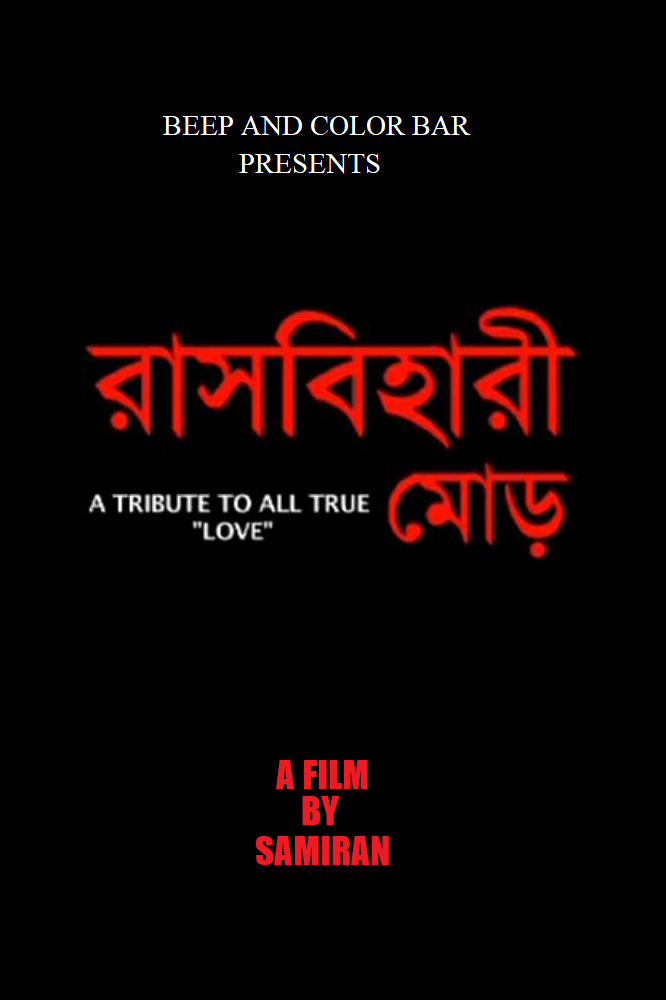 BEEP AND COLOR BAR
PRESENTS
রাসবিহারী
মোড়
A TRIBUTE TO ALL TRUE
"LOVE"
A FILM
BY
SAMIRAN